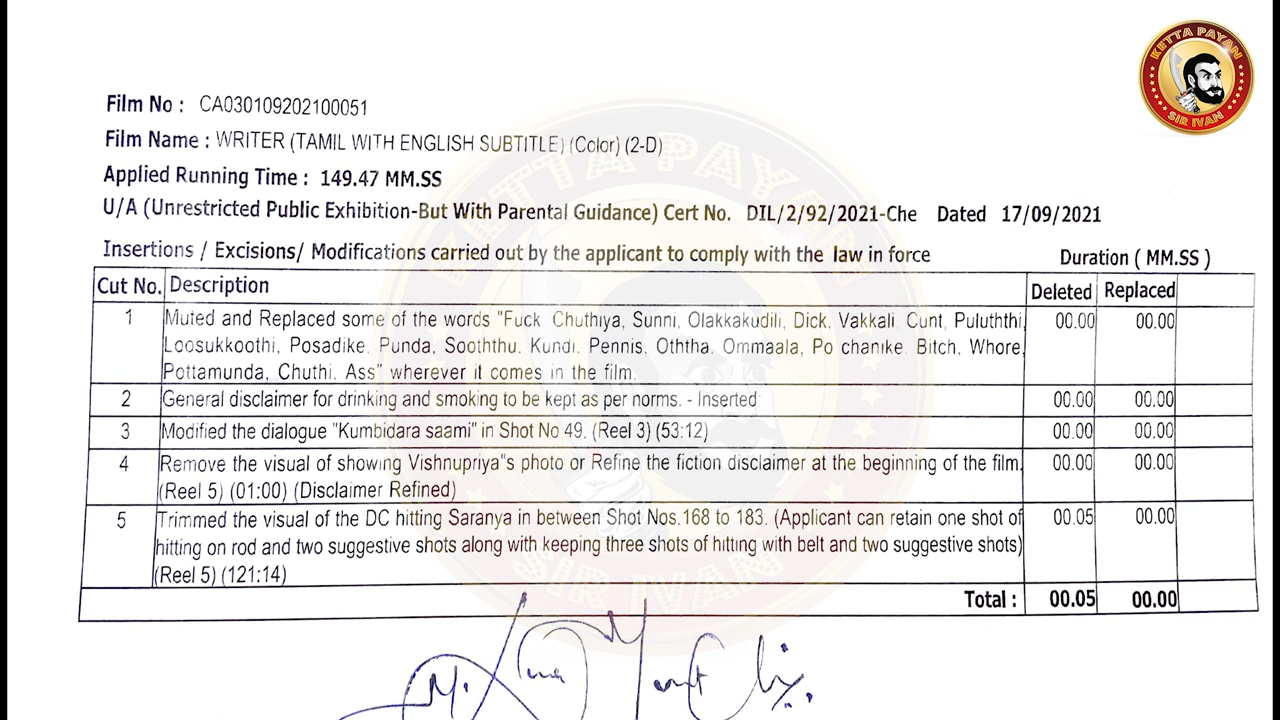 KETTA PAYAN
SIR IVAN
Film No : CA030109202100051
Film Name : WRITER (TAMIL WITH ENGLISH SUBTITLE) (Color) (2-D)
Applied Running Time : 149.47 MM.SS
U/A (Unrestricted Public Exhibition-But With Parental Guidance) Cert No. DIL/2/92/2021-Che Dated 17/09/2021
Insertions / Excisions/ Modifications carried out by the applicant to comply with the law in force Duration ( MM.SS )
Cut No. Description Deleted Replaced
1 Muted and Replaced some of the words "Fuck Chuthiya, Sunni, Olakkakudili, Dick, Vakkali, Cunt, Puluththi, 00.00 00.00
Loosukkoothi, Posadike, Punda, Sooththu, Kundi, Pennis, Oththa, Ommaala, Po chanike, Bitch, Whore,
Pottamunda, Chuthi, Ass" wherever it comes in the film.
2 General disclaimer for drinking and smoking to be kept as per norms. - Inserted 00.00 00.00
3 Modified the dialogue "Kumbidara saami" in Shot No 49. (Reel 3) (53:12) 00.00 00.00
4 Remove the visual of showing Vishnupriya"s photo or Refine the fiction disclaimer at the beginning of the film. 00.00 00.00
(Reel 5) (01:00) (Disclaimer Refined)
5 Trimmed the visual of the DC hitting Saranya in between Shot Nos.168 to 183. (Applicant can retain one shot of 00.05 00.00
hitting on rod and two suggestive shots along with keeping three shots of hitting with belt and two suggestive shots)
(Reel 5) (121:14)
Total : 00.05 00.00
KETTA PAYAN
SIR IVAN